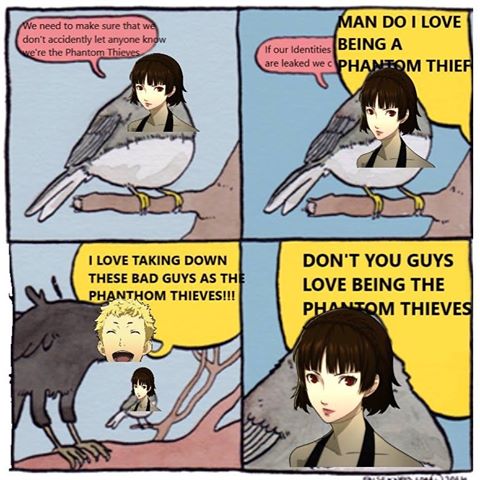 We need to make sure that we
don't accidently let anyone know
we're the Phantom Thieves
If our Identities
are leaked we c
MAN DO I LOVE
BEING A
PHANTOM THIEF
I LOVE TAKING DOWN
THESE BAD GUYS AS THE
PHANTHOM THIEVES!!!
DON'T YOU GUYS
LOVE BEING THE
PHANTOM THIEVES